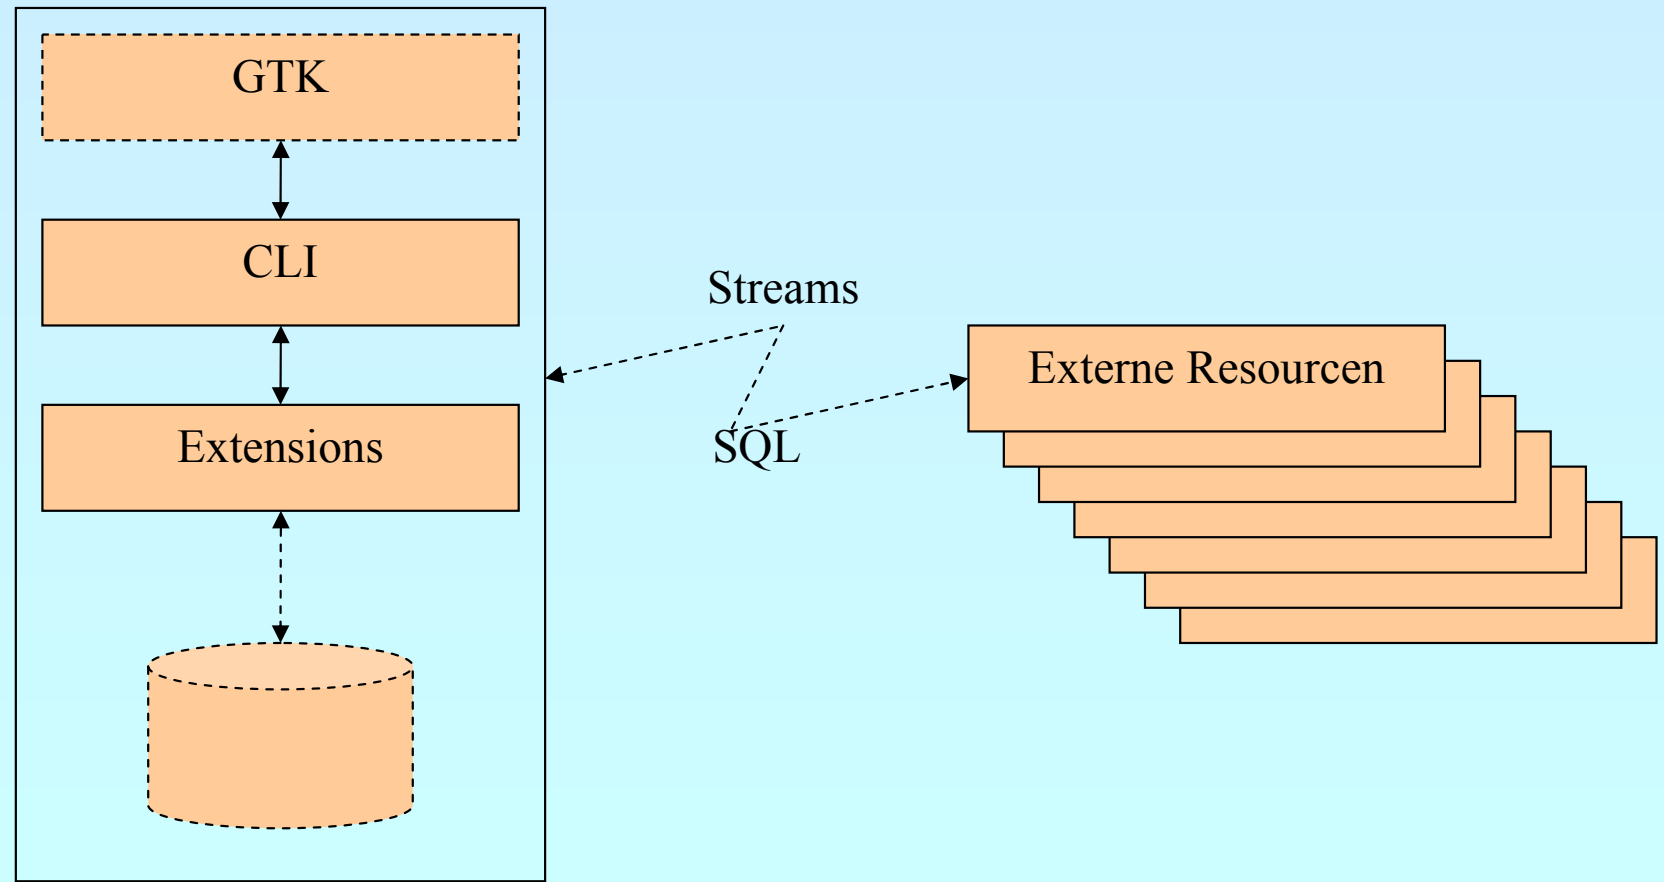 GTK
CLI
Extensions
Streams
SQL
Externe Resourcen